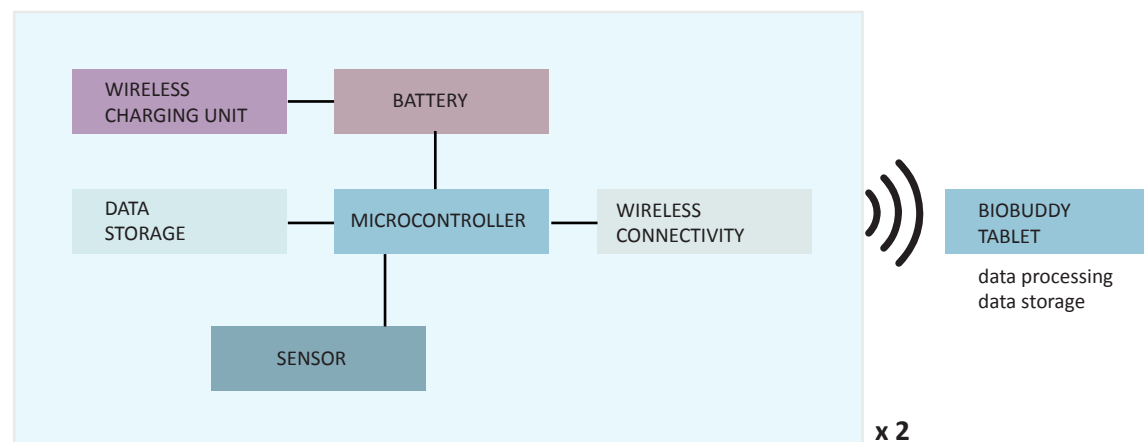 WIRELESS
CHARGING UNIT
BATTERY
DATA
STORAGE
MICROCONTROLLER
WIRELESS
CONNECTIVITY
BIOBUDDY
TABLET
data processing
data storage
SENSOR
x 2